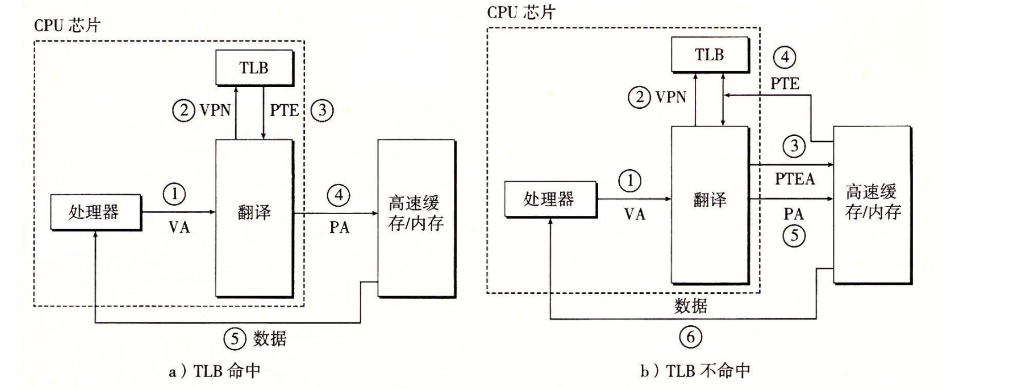 CPU 芯片
TLB
② VPN
PTE ③
处理器
①
VA
翻译
④
PA
高速缓
存/内存
⑤ 数据
a）TLB 命中
CPU 芯片
TLB
④
PTE
② VPN
③
PTEA
处理器
①
VA
翻译
PA
⑤
高速缓
存/内存
数据
⑥
b）TLB 不命中